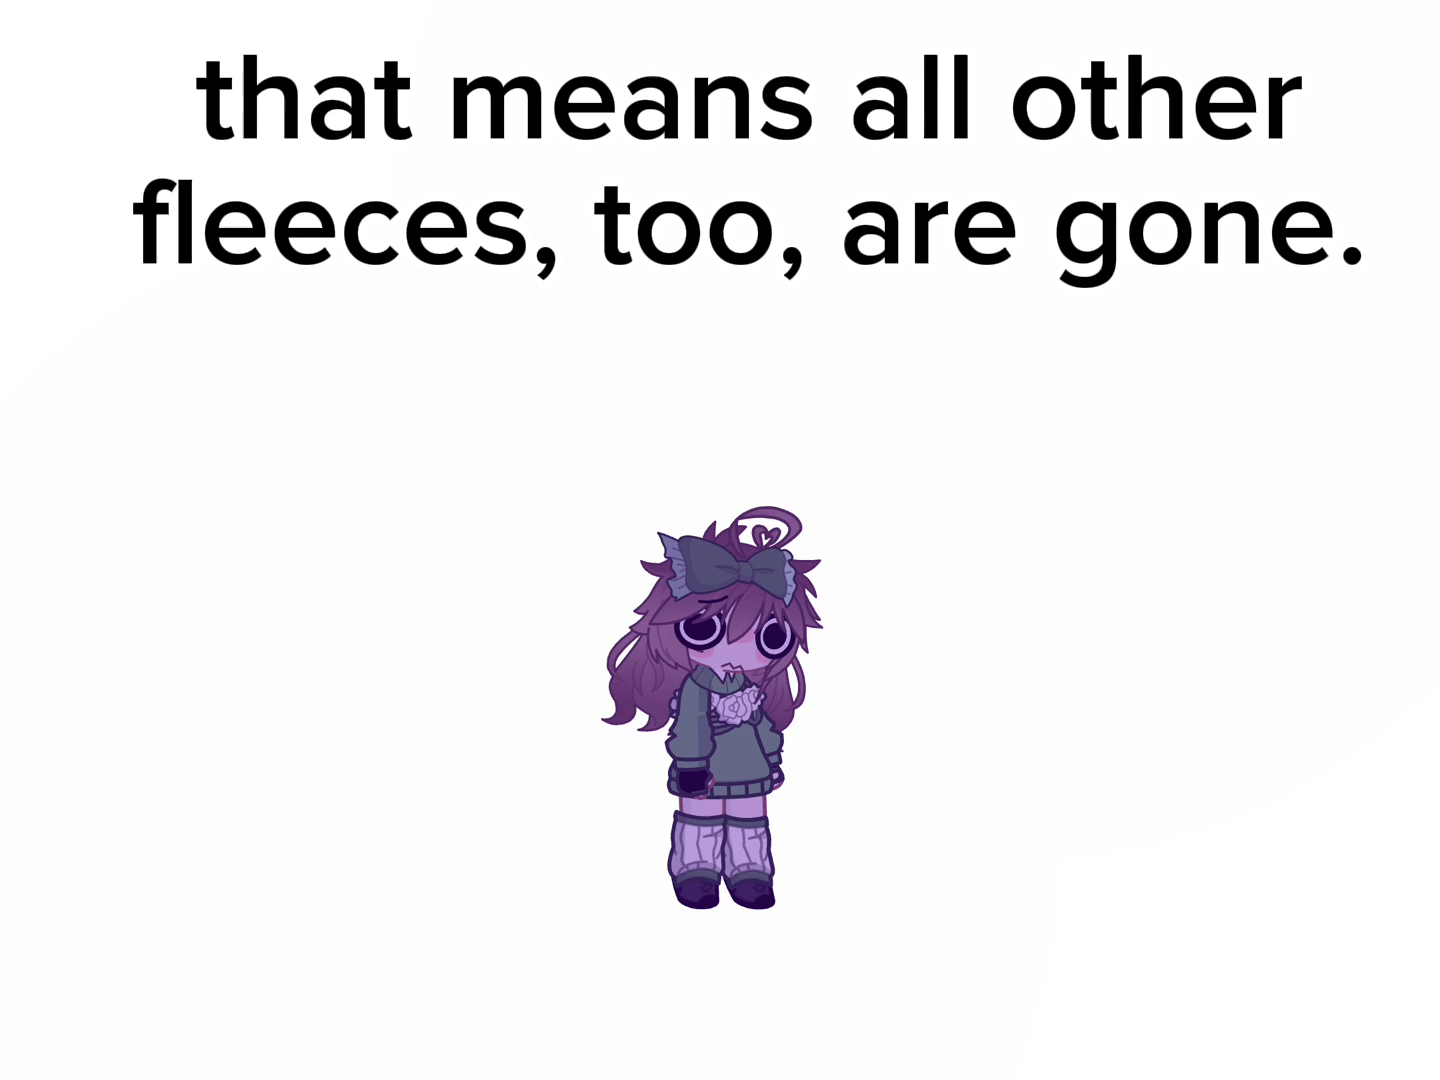 that means all other
fleeces, too, are gone.